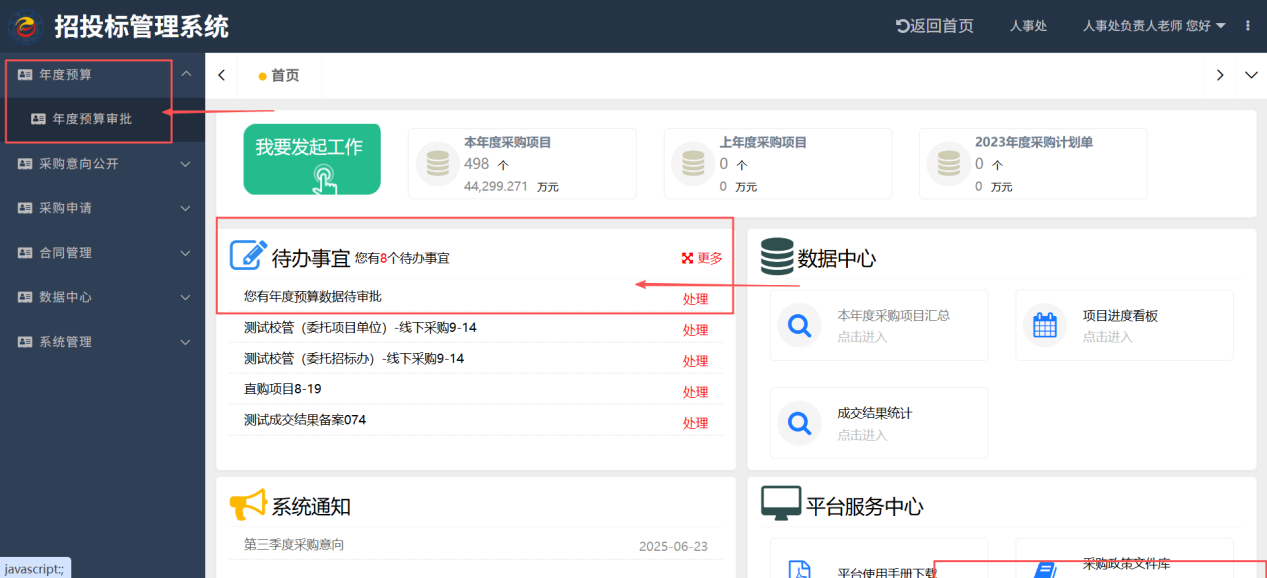 招投标管理系统
返回首页
人事处
人事处负责人老师 您好
年度预算
年度预算审批
采购意向公开
采购申请
合同管理
数据中心
系统管理
首页
我要发起工作
本年度采购项目
498 个
44,299.271 万元
上年度采购项目
0 个
0 万元
2023年度采购计划单
0 个
0 万元
待办事宜 您有8个待办事宜
更多
您有年度预算数据待审批 处理
测试校管（委托项目单位）-线下采购9-14 处理
测试校管（委托招标办）-线下采购9-14 处理
直购项目8-19 处理
测试成交结果备案074 处理
数据中心
本年度采购项目汇总
点击进入
项目进度看板
点击进入
成交结果统计
点击进入
系统通知
第三季度采购意向 2025-06-23
平台服务中心
平台使用手册下载
采购政策文件库
javascript:;